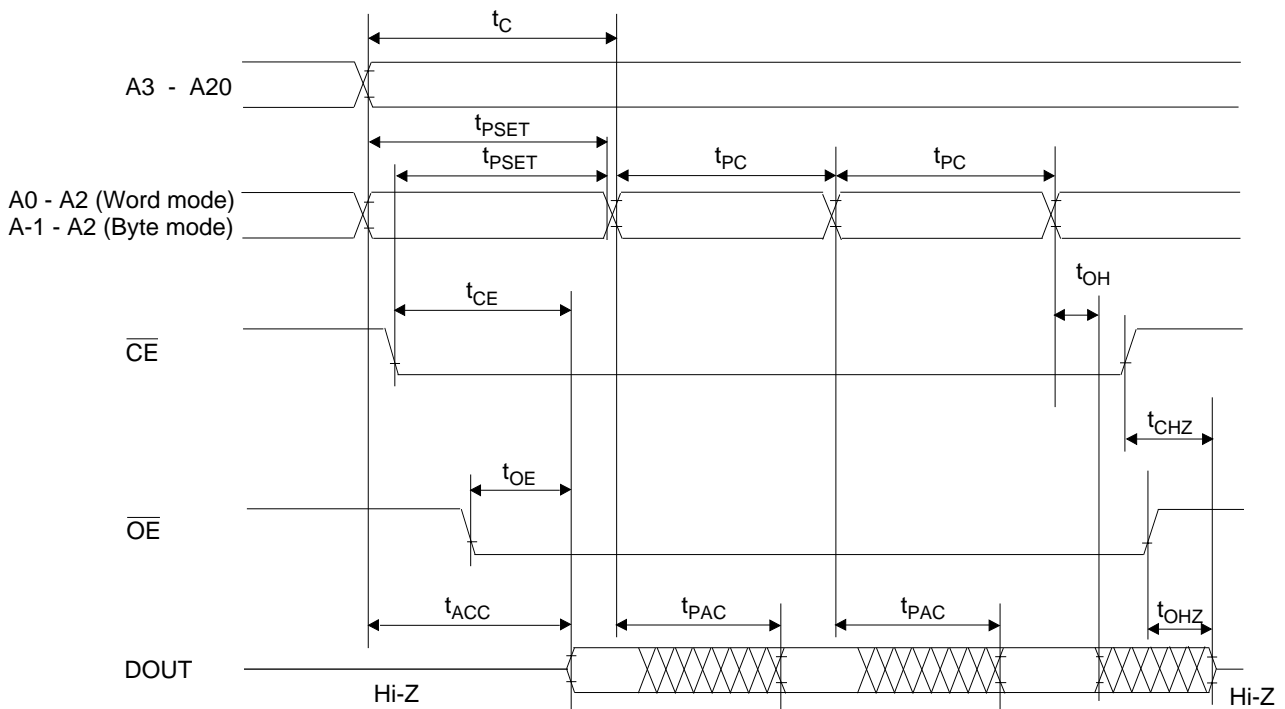 tC
A3 - A20
tPSET
tPSET
tPC
tPC
A0 - A2 (Word mode)
A-1 - A2 (Byte mode)
tOH
tCE
CE
tCHZ
tOE
OE
tACC
tPAC
tPAC
tOHZ
DOUT
Hi-Z
Hi-Z